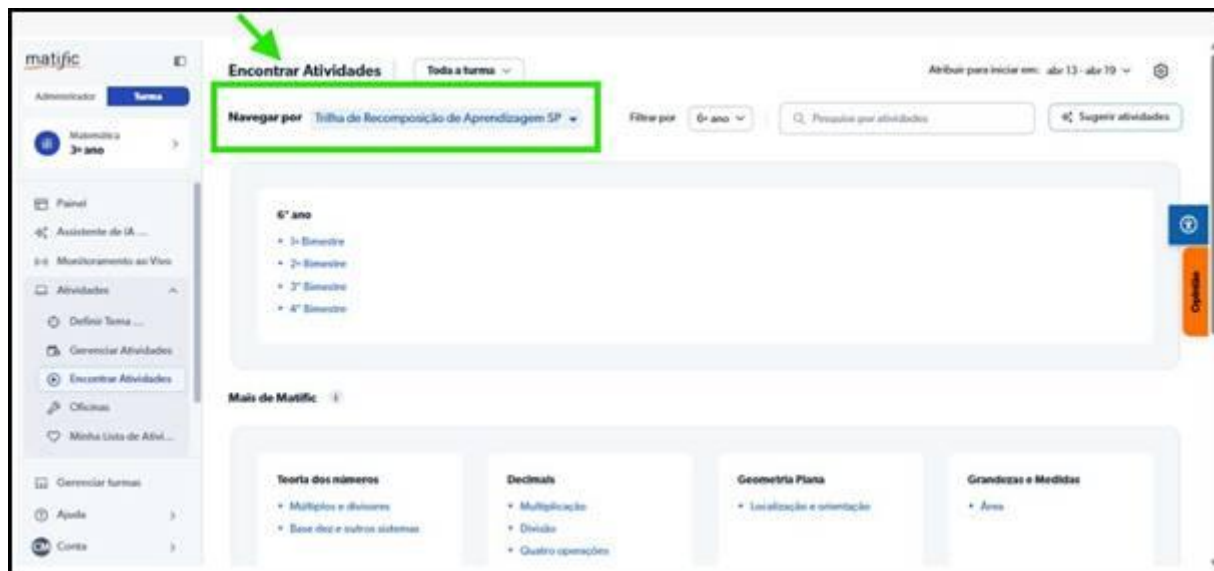 matific
Administrador Turma
Matemática
3º ano
Painel
Assistente de IA ...
Monitoramento ao Vivo
Atividades
Definir Tema ...
Gerenciar Atividades
Encontrar Atividades
Oficinas
Minha Lista de Ativi...
Gerenciar turmas
Ajuda
CM Conta
Encontrar Atividades Toda a turma
Atribuir para iniciar em: abr 13 - abr 19
Navegar por Trilha de Recomposição de Aprendizagem SP
Filtrar por 6º ano Pesquise por atividades Sugerir atividades
6º ano
• 1º Bimestre
• 2º Bimestre
• 3º Bimestre
• 4º Bimestre
Mais de Matific i
Teoria dos números
• Múltiplos e divisores
• Base dez e outros sistemas
Decimais
• Multiplicação
• Divisão
• Quatro operações
Geometria Plana
• Localização e orientação
Grandezas e Medidas
• Área
Opinião